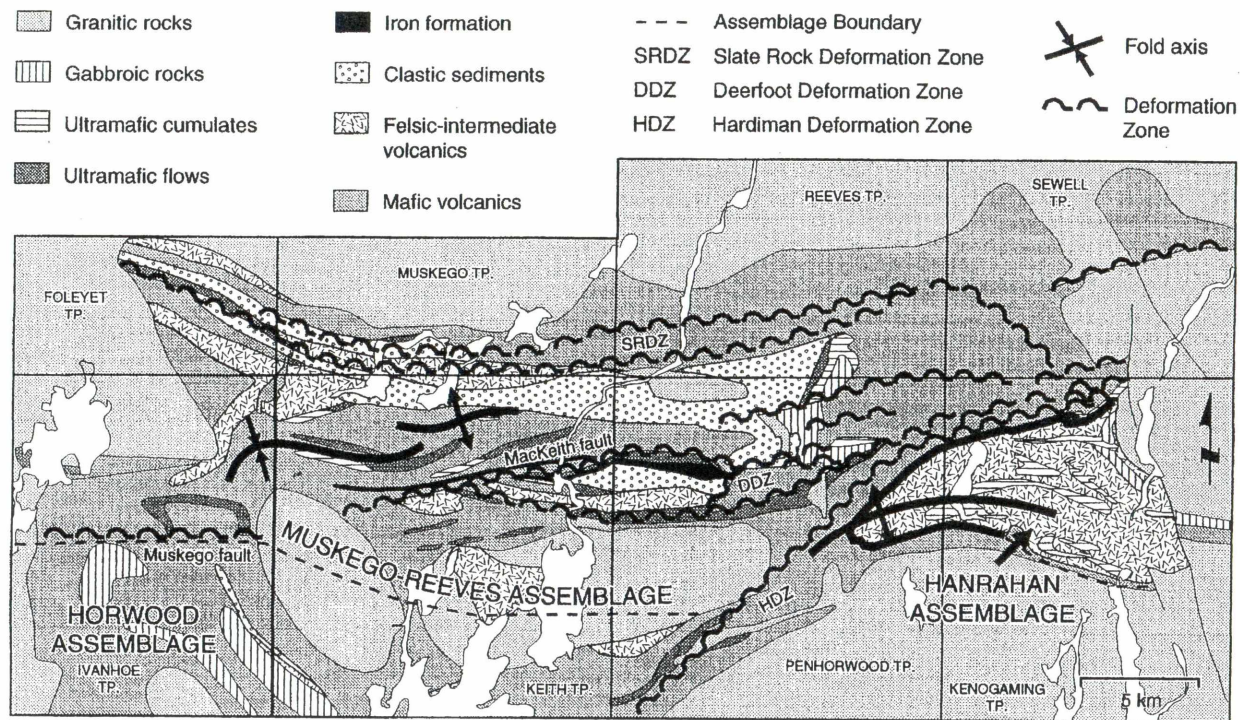 Granitic rocks
Gabbroic rocks
Ultramafic cumulates
Ultramafic flows
Iron formation
Clastic sediments
Felsic-intermediate
volcanics
Mafic volcanics
Assemblage Boundary
SRDZ Slate Rock Deformation Zone
DDZ Deerfoot Deformation Zone
HDZ Hardiman Deformation Zone
Fold axis
Deformation
Zone
REEVES TP.
SEWELL
TP.
MUSKEGO TP.
FOLEYET
TP.
SRDZ
MacKeith fault
DDZ
Muskego fault
MUSKEGO-REEVES ASSEMBLAGE
HANRAHAN
ASSEMBLAGE
HDZ
HORWOOD
ASSEMBLAGE
IVANHOE
TP.
KEITH TP.
PENHORWOOD TP.
KENOGAMING
TP.
5 km